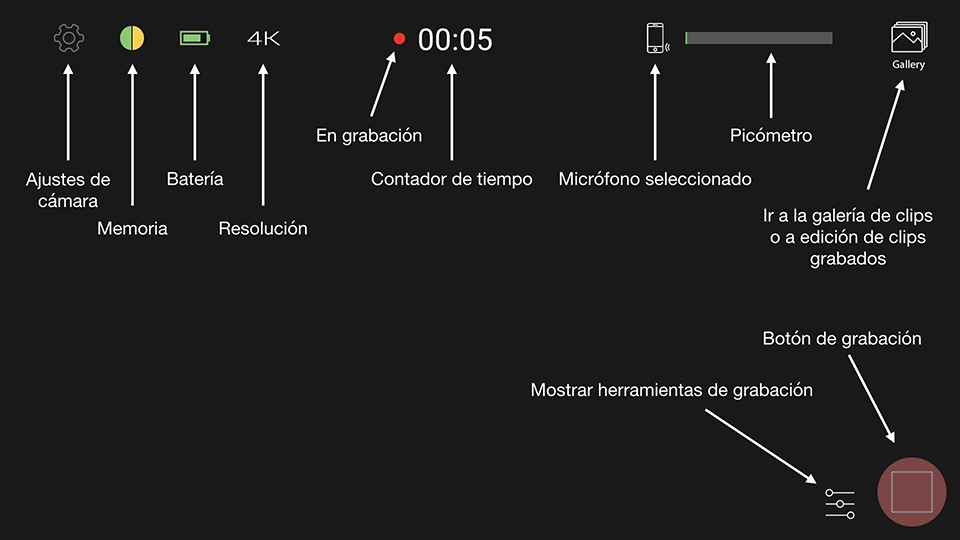 4K
00:05
Gallery
En grabación
Picómetro
Ajustes de
cámara
Batería
Contador de tiempo
Micrófono seleccionado
Memoria
Resolución
Ir a la galería de clips
o a edición de clips
grabados
Botón de grabación
Mostrar herramientas de grabación